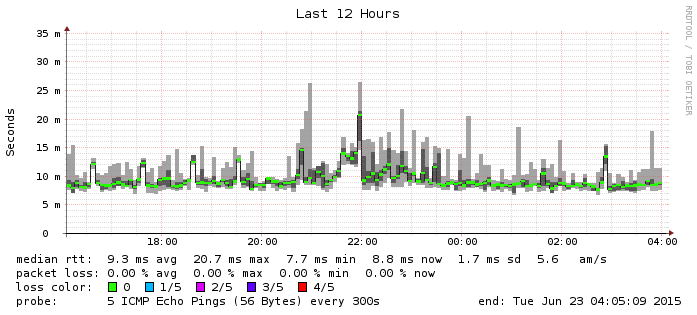 Last 12 Hours
RRDTOOL / TOBI OETIKER
Seconds
35 m
30 m
25 m
20 m
15 m
10 m
5 m
0
18:00 20:00 22:00 00:00 02:00 04:00
median rtt: 9.3 ms avg 20.7 ms max 7.7 ms min 8.8 ms now 1.7 ms sd 5.6 am/s
packet loss: 0.00 % avg 0.00 % max 0.00 % min 0.00 % now
loss color: 0 1/5 2/5 3/5 4/5
probe: 5 ICMP Echo Pings (56 Bytes) every 300s end: Tue Jun 23 04:05:09 2015